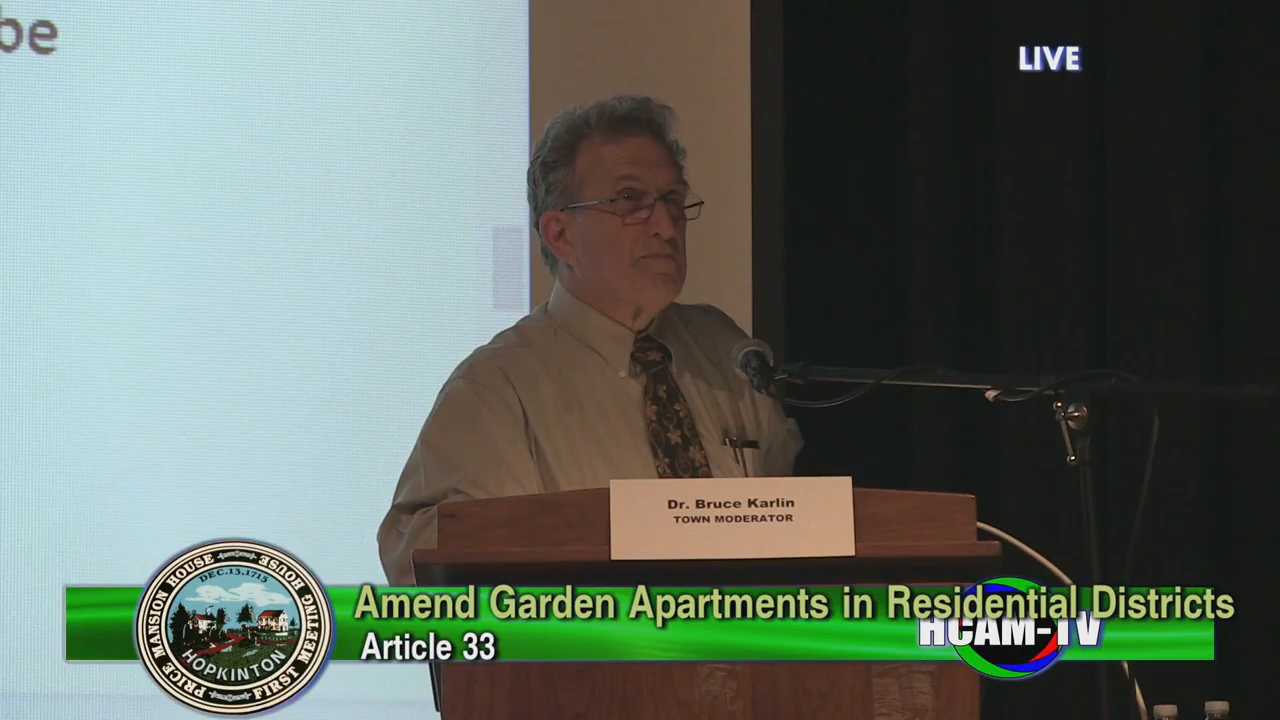 be
LIVE
Dr. Bruce Karlin
TOWN MODERATOR
Amend Garden Apartments in Residential Districts
Article 33
HCAM-TV
PRICE MANSION HOUSE HOUSE FIRST MEETING
DEC. 13, 1715
HOPKINTON